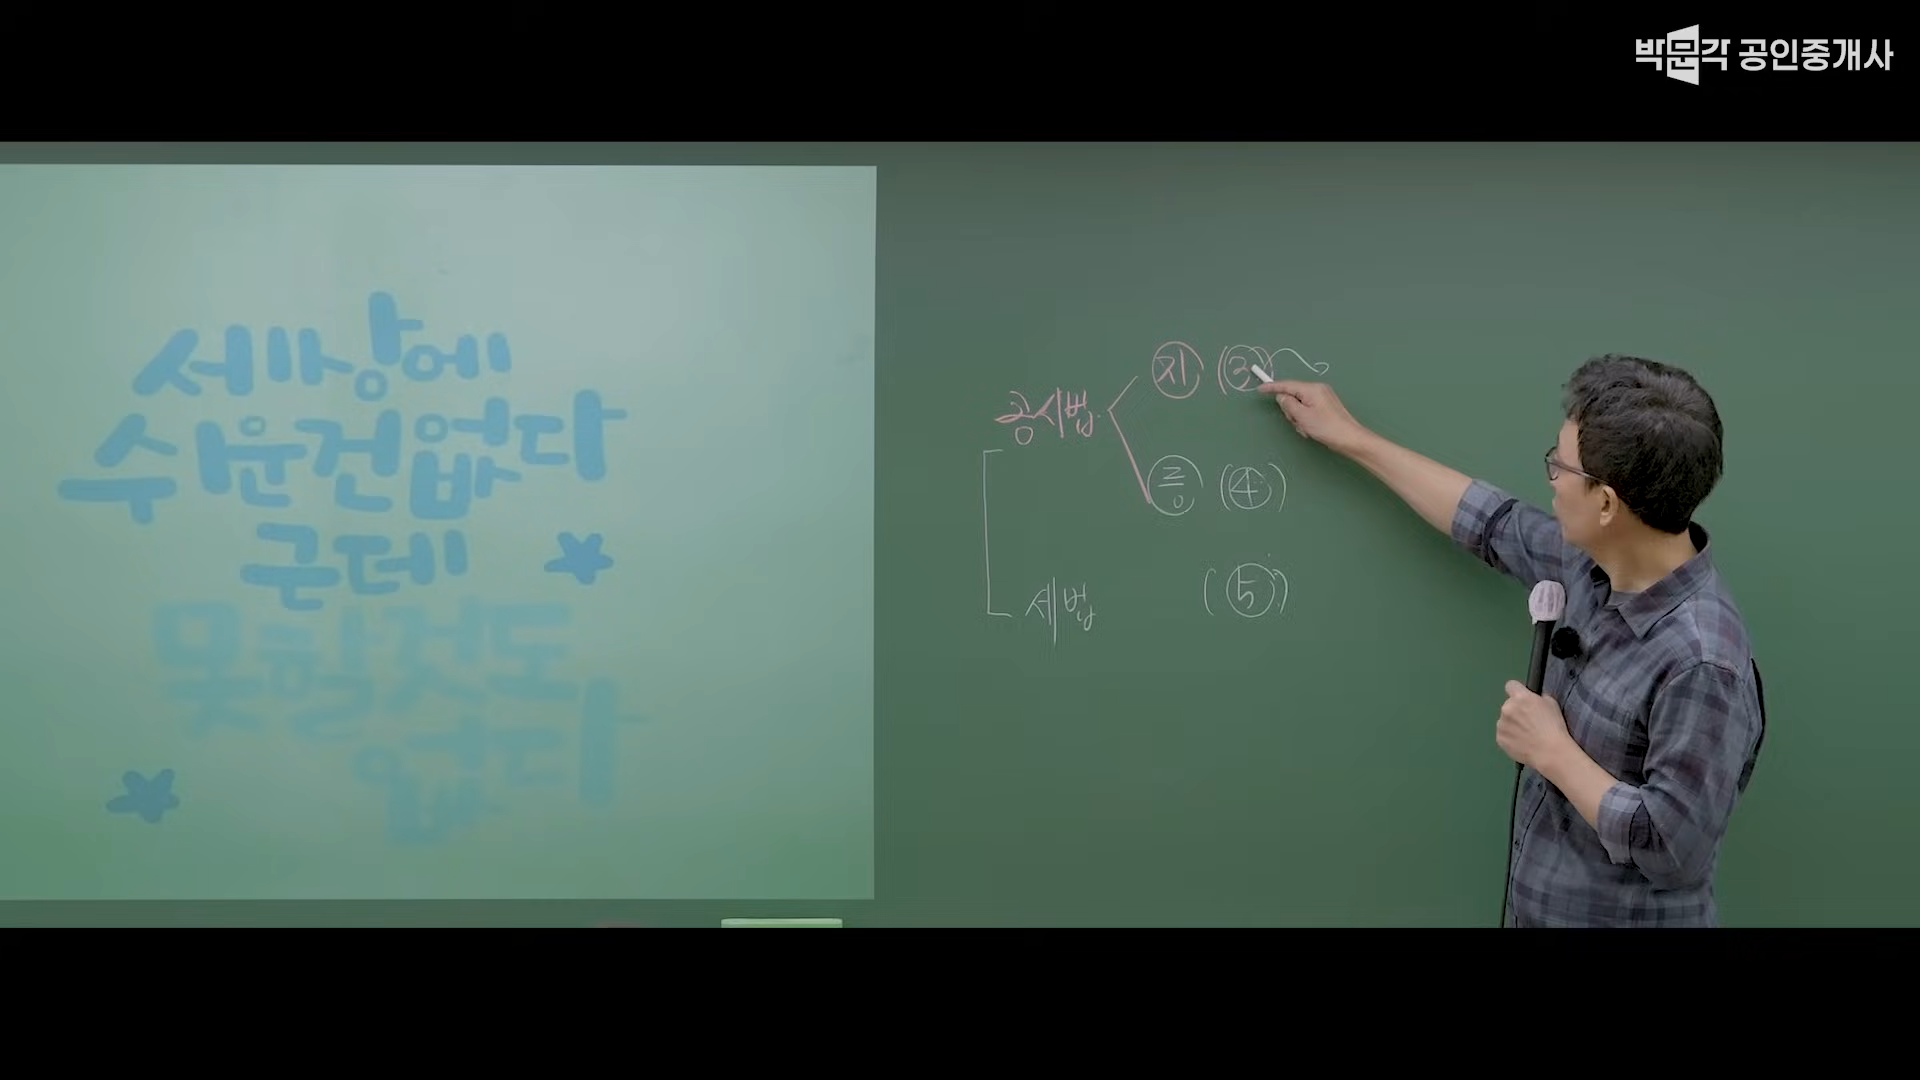 박문각 공인중개사
세상에
쉬운건 없다
근데
못할것도
없다
공시법
지 (3)
등 (4)
세법 (5)